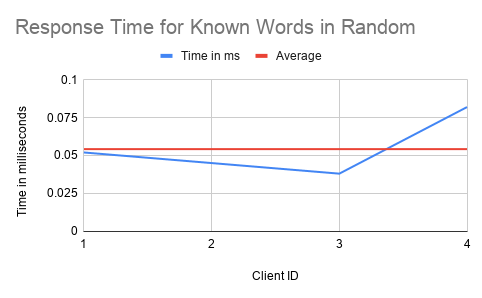 Response Time for Known Words in Random
Time in ms Average
0.1
0.075
0.05
0.025
0
Time in milliseconds
1 2 3 4
Client ID